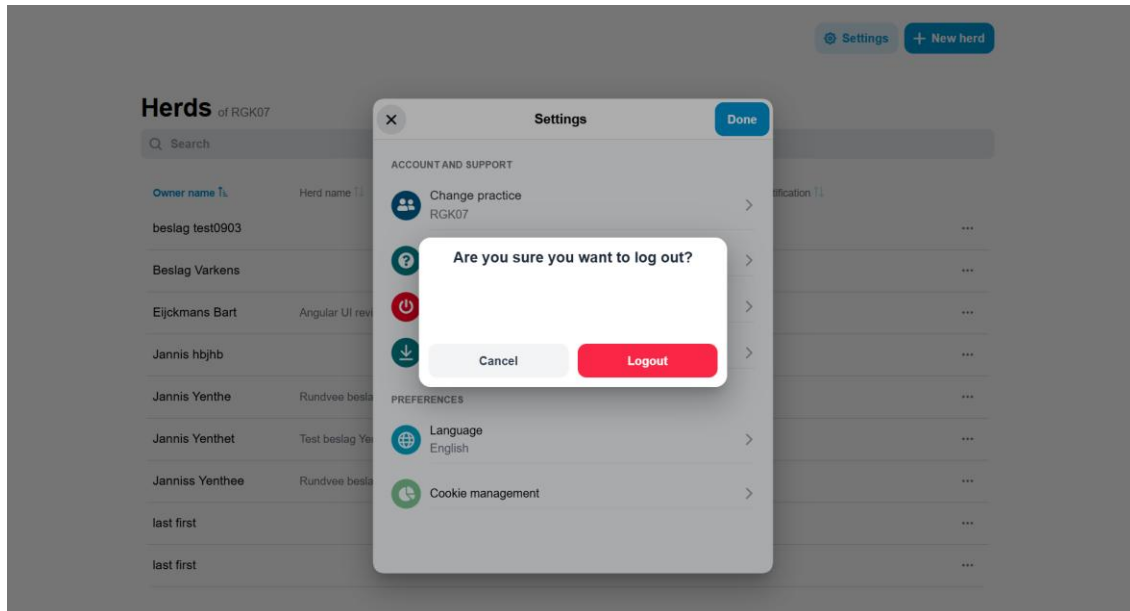 Settings
+ New herd
Herds of RGK07
Search
Owner name
Herd name
tification
beslag test0903
Beslag Varkens
Eijckmans Bart
Angular UI revi
Jannis hbjhb
Jannis Yenthe
Rundvee besla
Jannis Yenthet
Test beslag Ye
Janniss Yenthee
Rundvee besla
last first
last first
Settings
Done
ACCOUNT AND SUPPORT
Change practice
RGK07
Are you sure you want to log out?
Cancel
Logout
PREFERENCES
Language
English
Cookie management